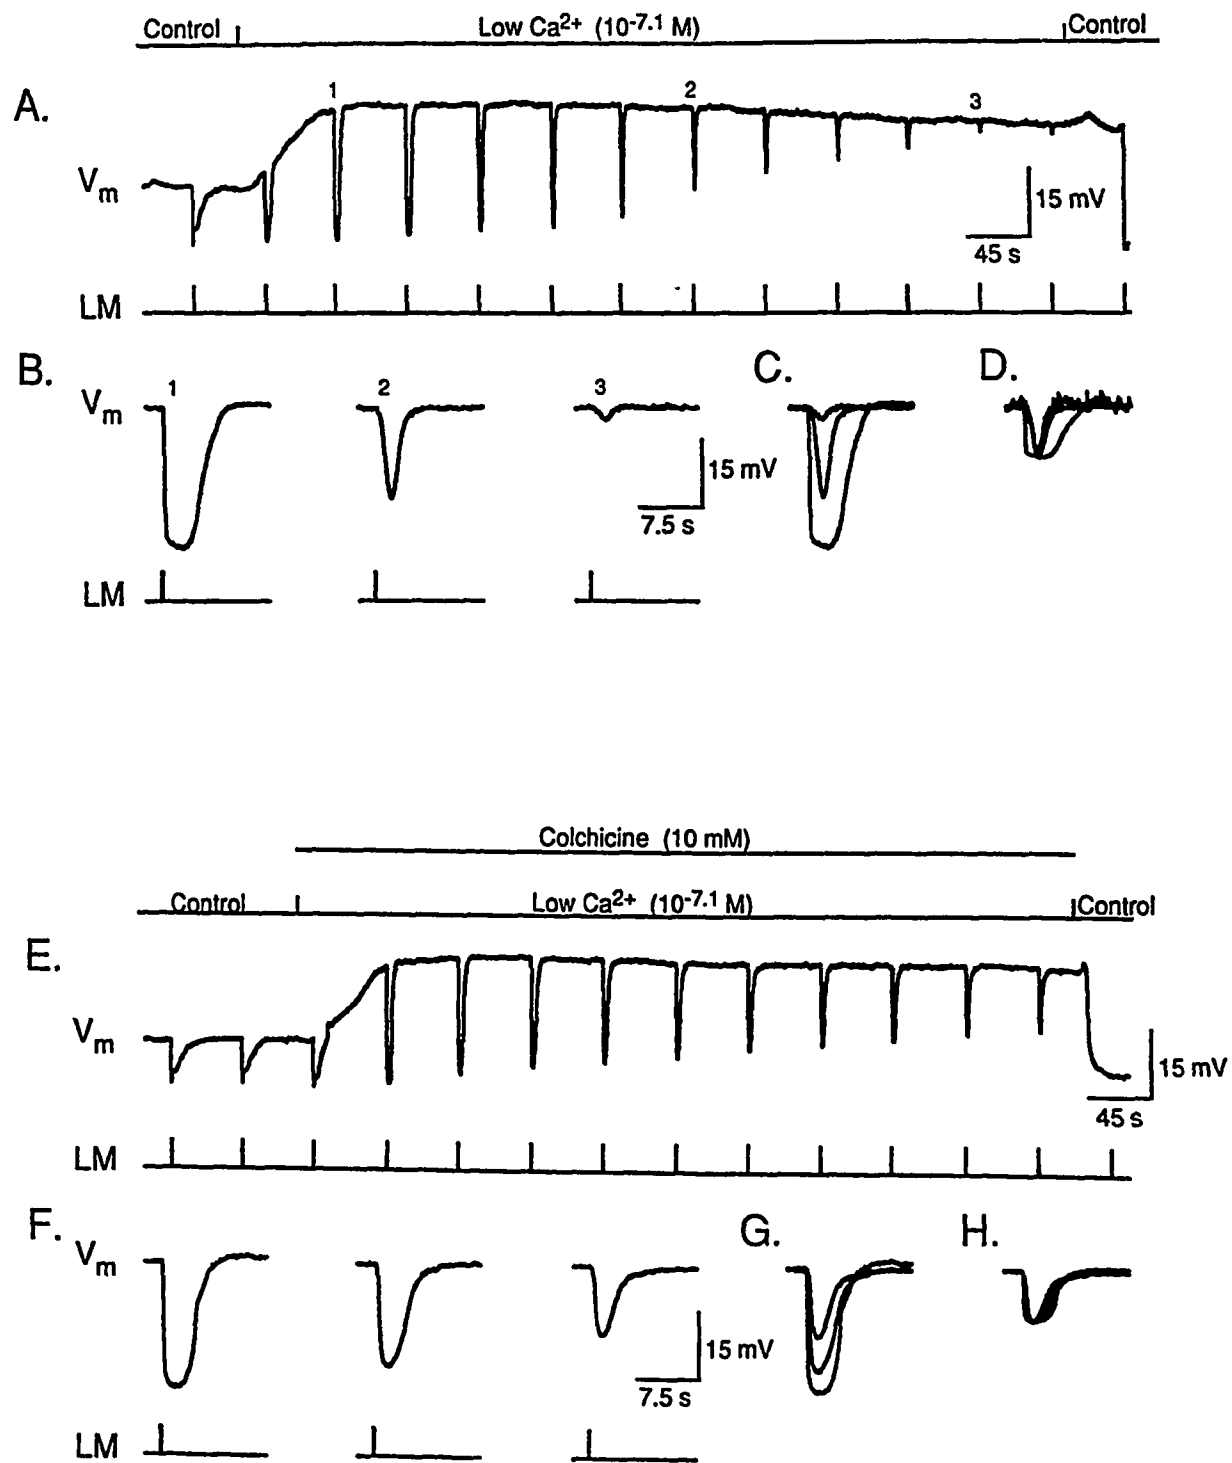 Control Low Ca²⁺ (10⁻⁷·¹ M) Control
A.
1 2 3
Vm
15 mV
45 s
LM
B. C. D.
1 2 3
Vm
15 mV
7.5 s
LM
Colchicine (10 mM)
Control Low Ca²⁺ (10⁻⁷·¹ M) Control
E.
Vm
15 mV
45 s
LM
F. G. H.
Vm
15 mV
7.5 s
LM